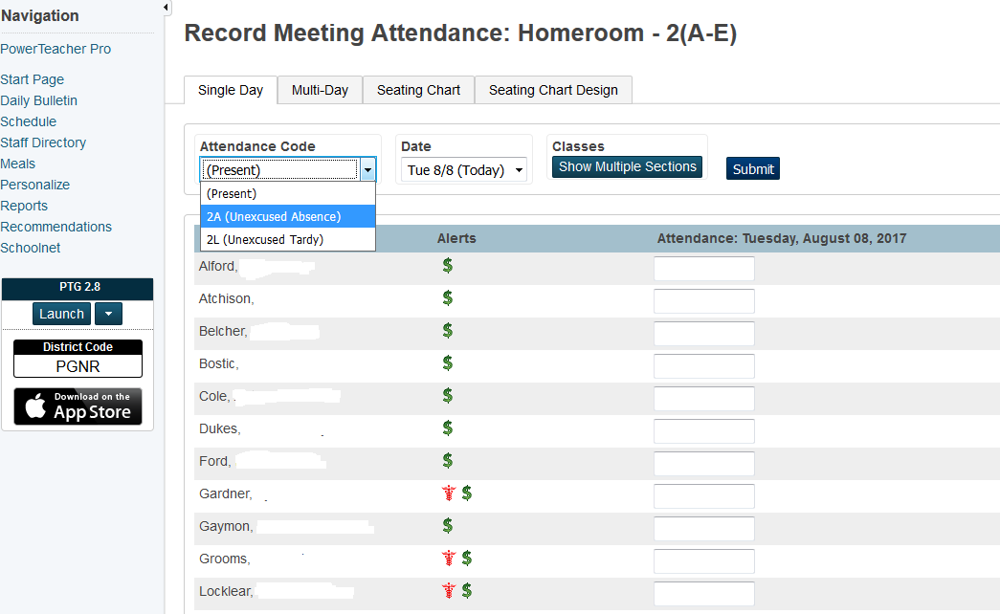 Navigation
PowerTeacher Pro
Start Page
Daily Bulletin
Schedule
Staff Directory
Meals
Personalize
Reports
Recommendations
Schoolnet
PTG 2.8
Launch
District Code
PGNR
Download on the
App Store
Record Meeting Attendance: Homeroom - 2(A-E)
Single Day Multi-Day Seating Chart Seating Chart Design
Attendance Code Date Classes
(Present) Tue 8/8 (Today) Show Multiple Sections Submit
(Present)
2A (Unexcused Absence)
2L (Unexcused Tardy)
Alerts Attendance: Tuesday, August 08, 2017
Alford, $
Atchison, $
Belcher, $
Bostic, $
Cole, $
Dukes, $
Ford, $
Gardner, $
Gaymon, $
Grooms, $
Locklear, $